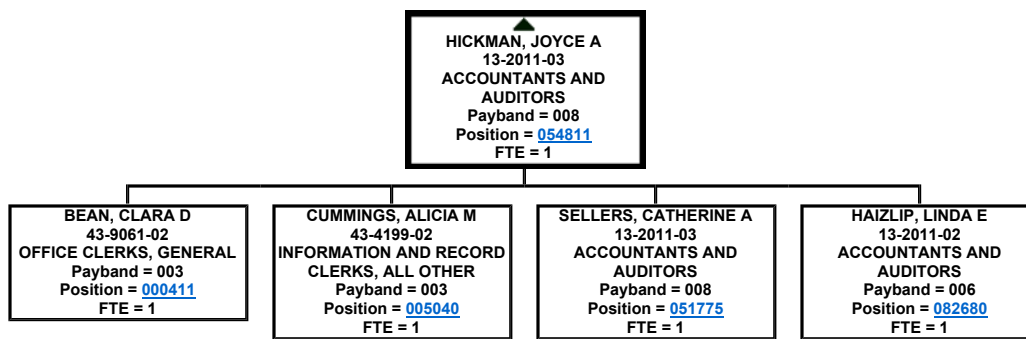 HICKMAN, JOYCE A
13-2011-03
ACCOUNTANTS AND
AUDITORS
Payband = 008
Position = 054811
FTE = 1
BEAN, CLARA D
43-9061-02
OFFICE CLERKS, GENERAL
Payband = 003
Position = 000411
FTE = 1
CUMMINGS, ALICIA M
43-4199-02
INFORMATION AND RECORD
CLERKS, ALL OTHER
Payband = 003
Position = 005040
FTE = 1
SELLERS, CATHERINE A
13-2011-03
ACCOUNTANTS AND
AUDITORS
Payband = 008
Position = 051775
FTE = 1
HAIZLIP, LINDA E
13-2011-02
ACCOUNTANTS AND
AUDITORS
Payband = 006
Position = 082680
FTE = 1